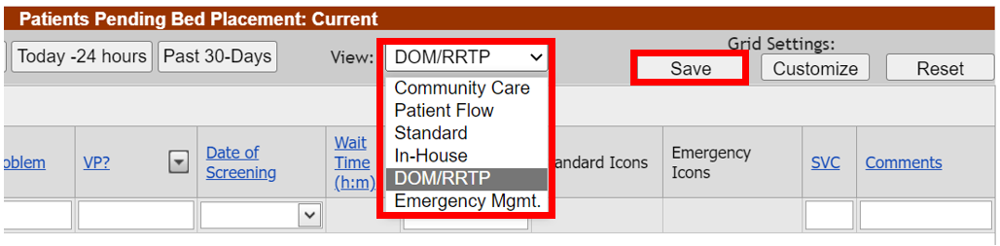 Patients Pending Bed Placement: Current
Grid Settings:
Today -24 hours Past 30-Days View: DOM/RRTP Save Customize Reset
Community Care
Patient Flow
Standard
In-House
DOM/RRTP
Emergency Mgmt.
oblem VP? Date of Screening Wait Time (h:m) andard Icons Emergency Icons SVC Comments